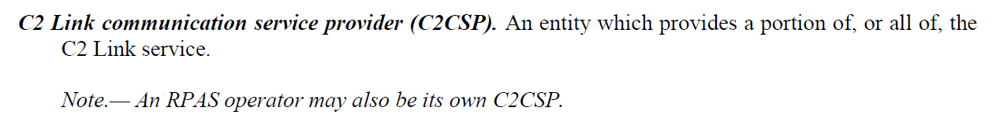 C2 Link communication service provider (C2CSP). An entity which provides a portion of, or all of, the
C2 Link service.
Note.— An RPAS operator may also be its own C2CSP.